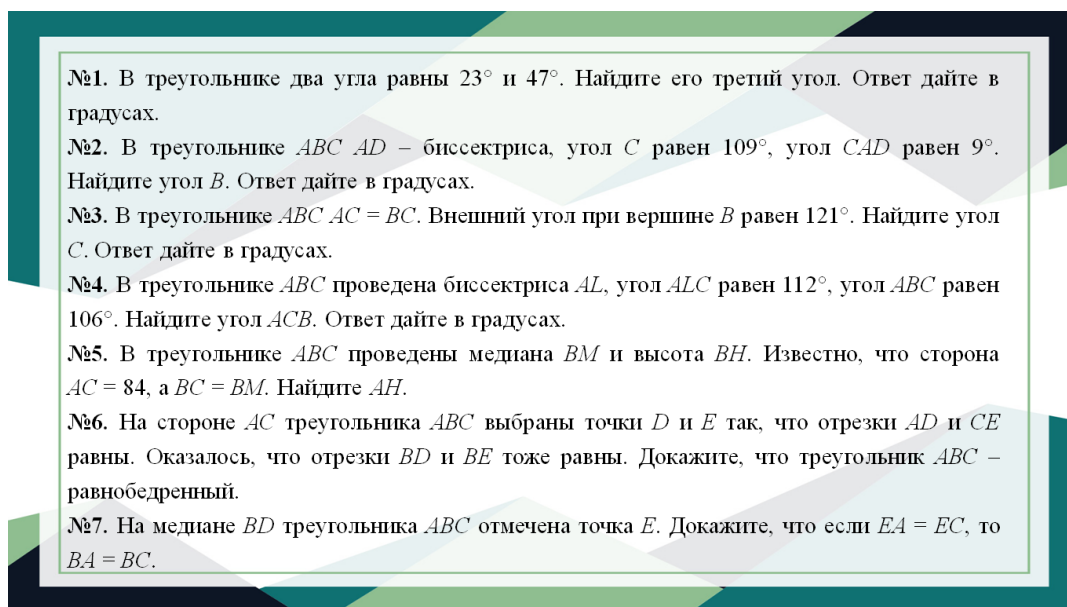 №1. В треугольнике два угла равны 23° и 47°. Найдите его третий угол. Ответ дайте в
градусах.
№2. В треугольнике ABC AD – биссектриса, угол C равен 109°, угол CAD равен 9°.
Найдите угол B. Ответ дайте в градусах.
№3. В треугольнике ABC AC = BC. Внешний угол при вершине B равен 121°. Найдите угол
C. Ответ дайте в градусах.
№4. В треугольнике ABC проведена биссектриса AL, угол ALC равен 112°, угол ABC равен
106°. Найдите угол ACB. Ответ дайте в градусах.
№5. В треугольнике ABC проведены медиана BM и высота BH. Известно, что сторона
AC = 84, а BC = BM. Найдите AH.
№6. На стороне AC треугольника ABC выбраны точки D и E так, что отрезки AD и CE
равны. Оказалось, что отрезки BD и BE тоже равны. Докажите, что треугольник ABC –
равнобедренный.
№7. На медиане BD треугольника ABC отмечена точка E. Докажите, что если EA = EC, то
BA = BC.